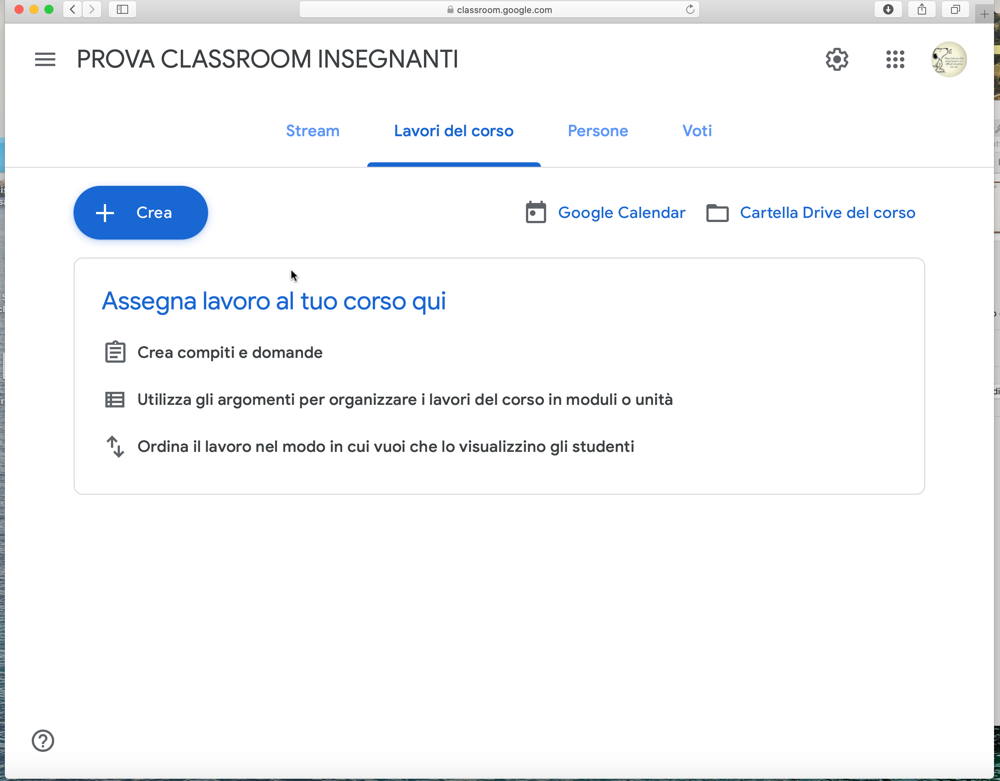 classroom.google.com
PROVA CLASSROOM INSEGNANTI
Stream
Lavori del corso
Persone
Voti
Crea
Google Calendar
Cartella Drive del corso
Assegna lavoro al tuo corso qui
Crea compiti e domande
Utilizza gli argomenti per organizzare i lavori del corso in moduli o unità
Ordina il lavoro nel modo in cui vuoi che lo visualizzino gli studenti